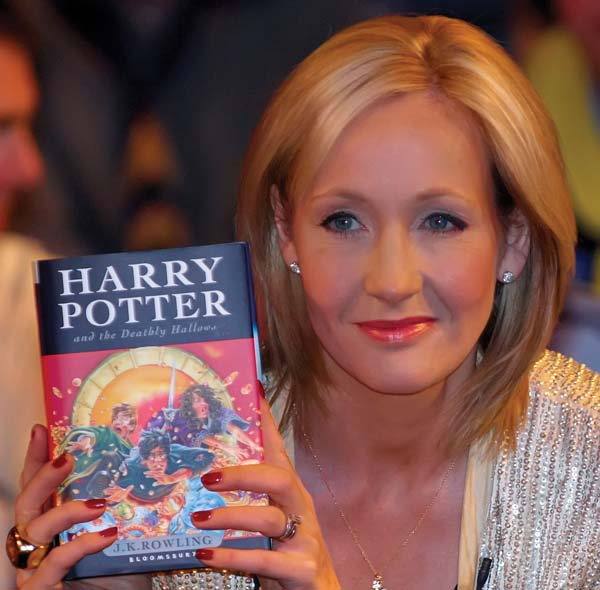 HARRY
POTTER
and the Deathly Hallows
J.K.ROWLING
BLOOMSBURY